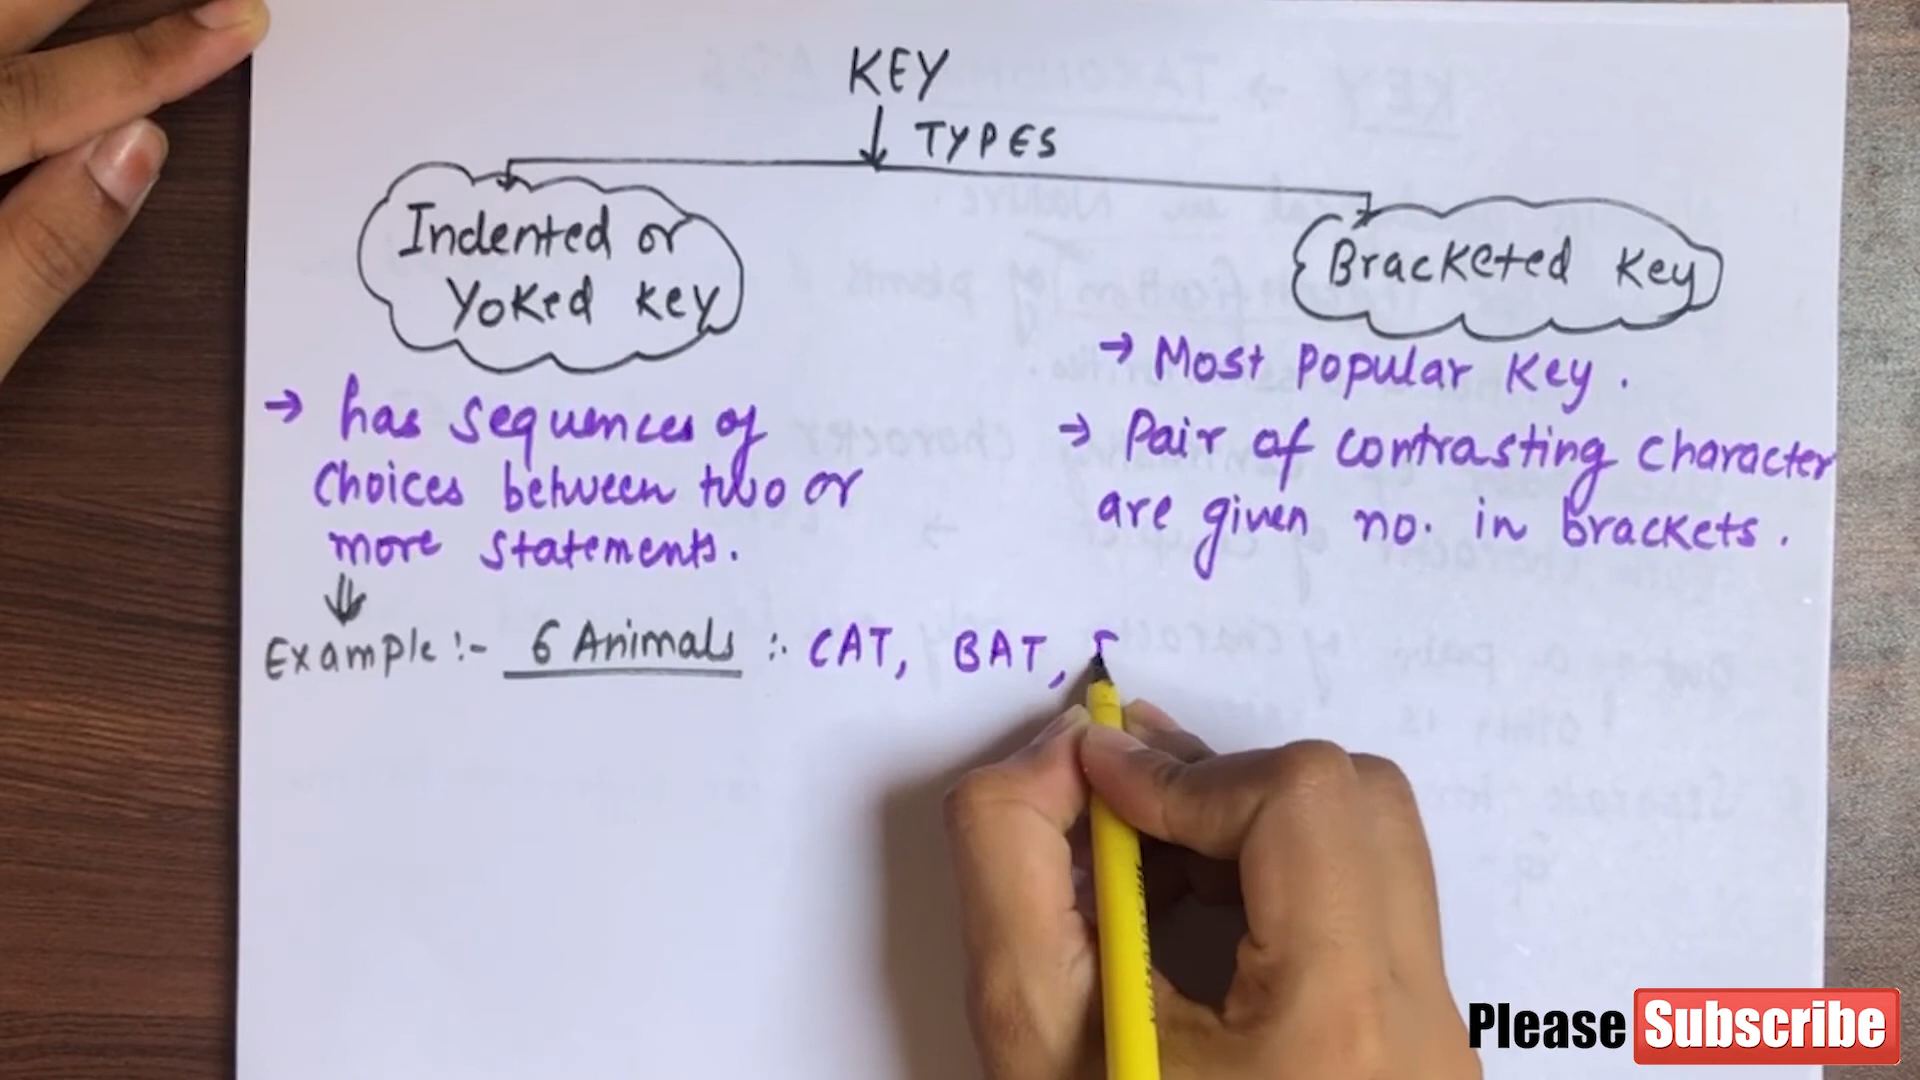 KEY
TYPES
Indented or
Yoked key
Bracketed Key
→ Most Popular Key.
→ has sequences of
choices between two or
more statements.
→ Pair of contrasting character
are given no. in brackets.
Example :- 6 Animals :. CAT, BAT,
Please Subscribe